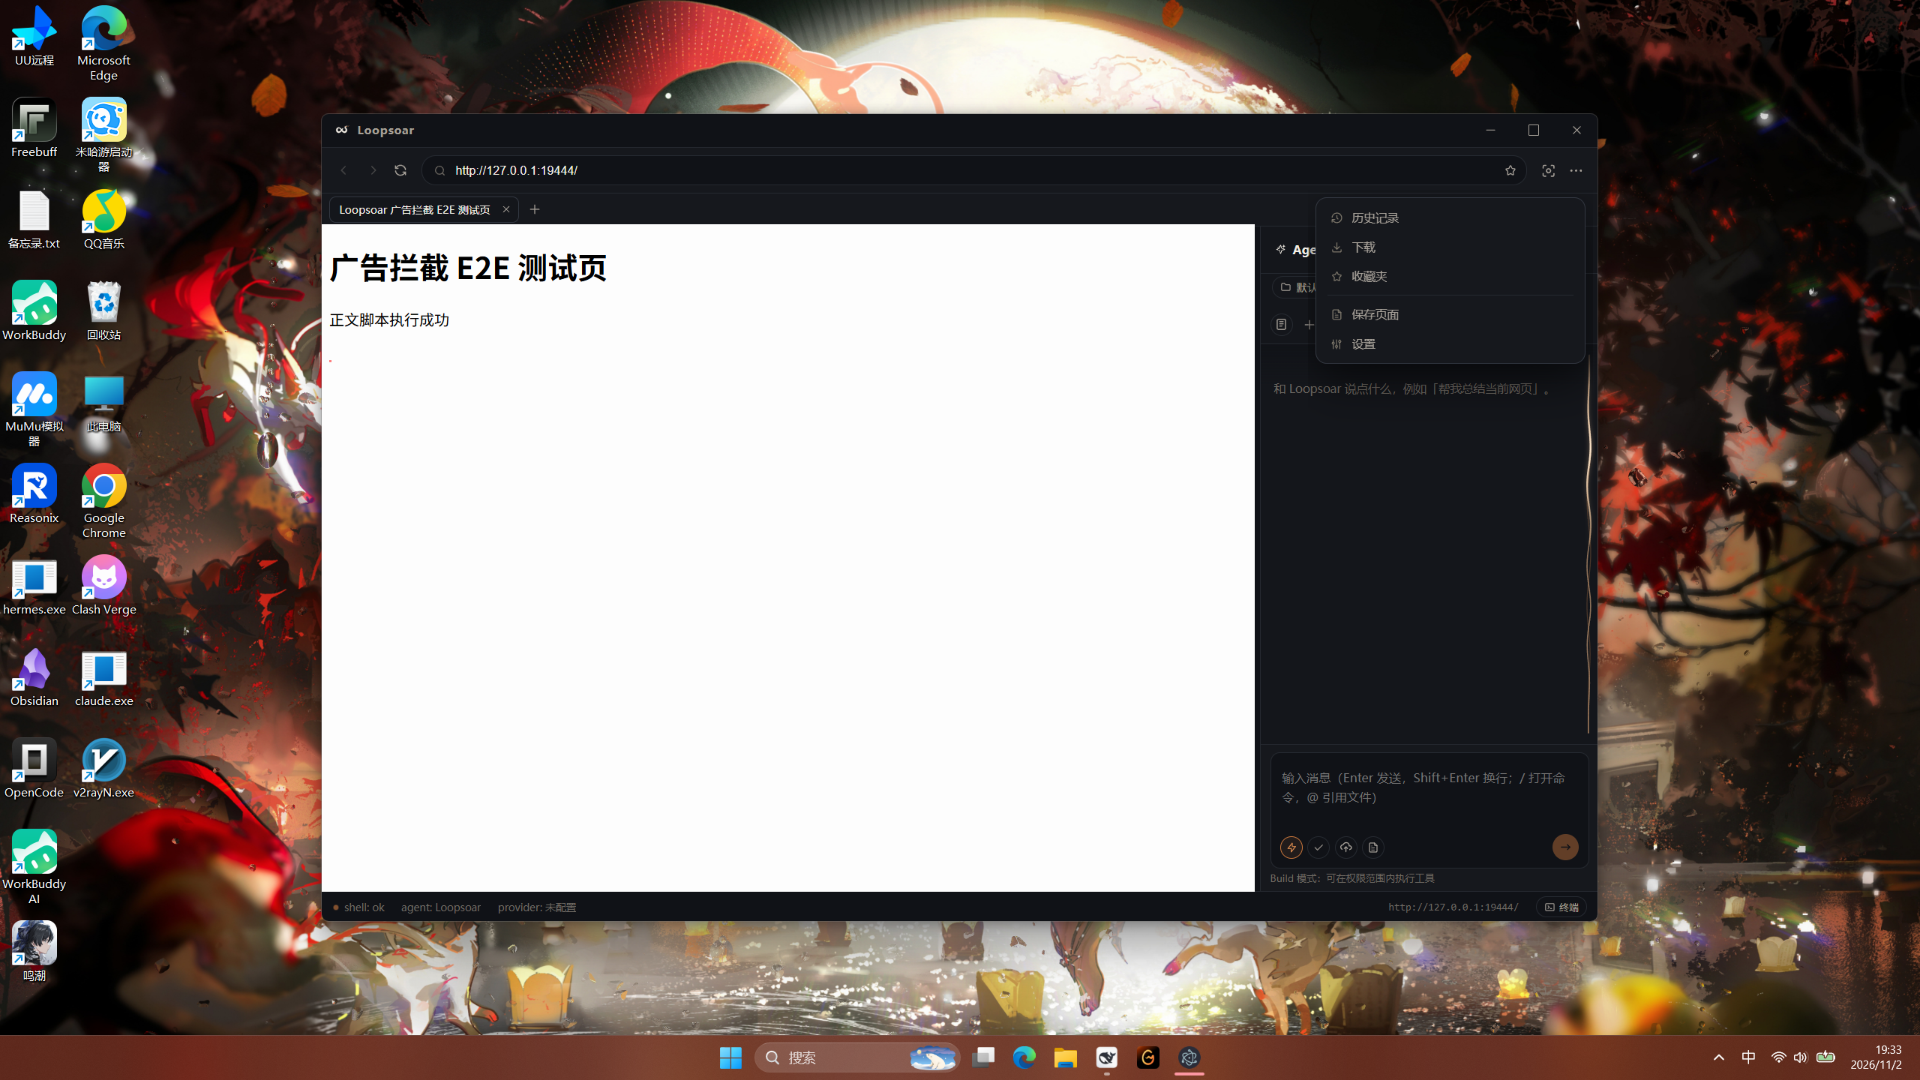 UU远程
Microsoft
Edge
Freebuff
米哈游启动
器
备忘录.txt
QQ音乐
WorkBuddy
回收站
MuMu模拟
器
此电脑
Reasonix
Google
Chrome
hermes.exe
Clash Verge
Obsidian
claude.exe
OpenCode
v2rayN.exe
WorkBuddy
AI
鸣潮
Loopsoar
http://127.0.0.1:19444/
Loopsoar 广告拦截 E2E 测试页
广告拦截 E2E 测试页
正文脚本执行成功
Age
默认
历史记录
下载
收藏夹
保存页面
设置
和 Loopsoar 说点什么，例如「帮我总结当前网页」。
输入消息（Enter 发送，Shift+Enter 换行；/ 打开命
令，@ 引用文件）
Build 模式：可在权限范围内执行工具
shell: ok
agent: Loopsoar
provider: 未配置
http://127.0.0.1:19444/
终端
搜索
中
19:33
2026/11/2